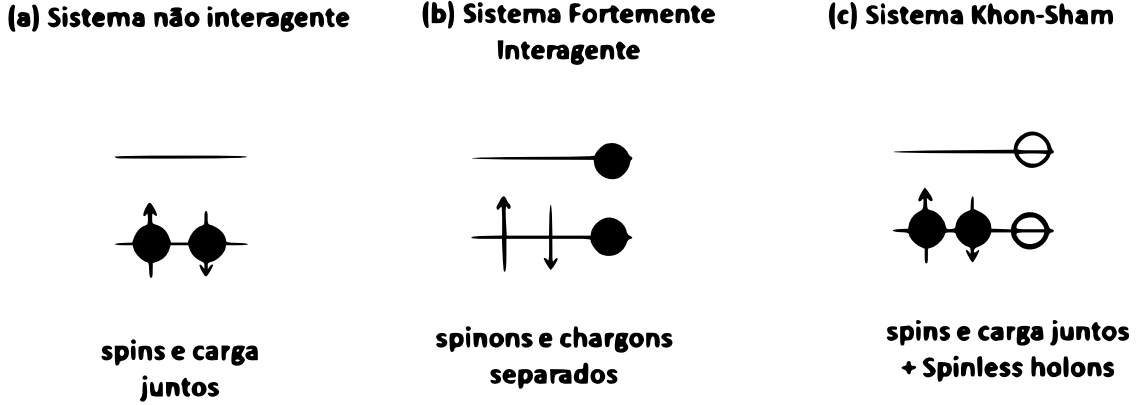 (a) Sistema não interagente
(b) Sistema Fortemente
Interagente
(c) Sistema Khon-Sham
spins e carga
juntos
spinons e chargons
separados
spins e carga juntos
+ Spinless holons